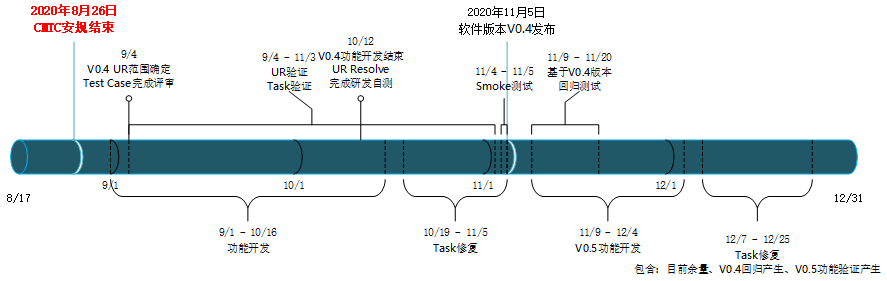 2020年8月26日
CMTC安规结束
2020年11月5日
软件版本V0.4发布
9/4
V0.4 UR范围确定
Test Case完成评审
9/4 - 11/3
UR验证
Task验证
10/12
V0.4功能开发结束
UR Resolve
完成研发自测
11/4 - 11/5
Smoke测试
11/9 - 11/20
基于V0.4版本
回归测试
8/17
9/1
10/1
11/1
12/1
12/31
9/1 - 10/16
功能开发
10/19 - 11/5
Task修复
11/9 - 12/4
V0.5功能开发
12/7 - 12/25
Task修复
包含：目前余量、V0.4回归产生、V0.5功能验证产生